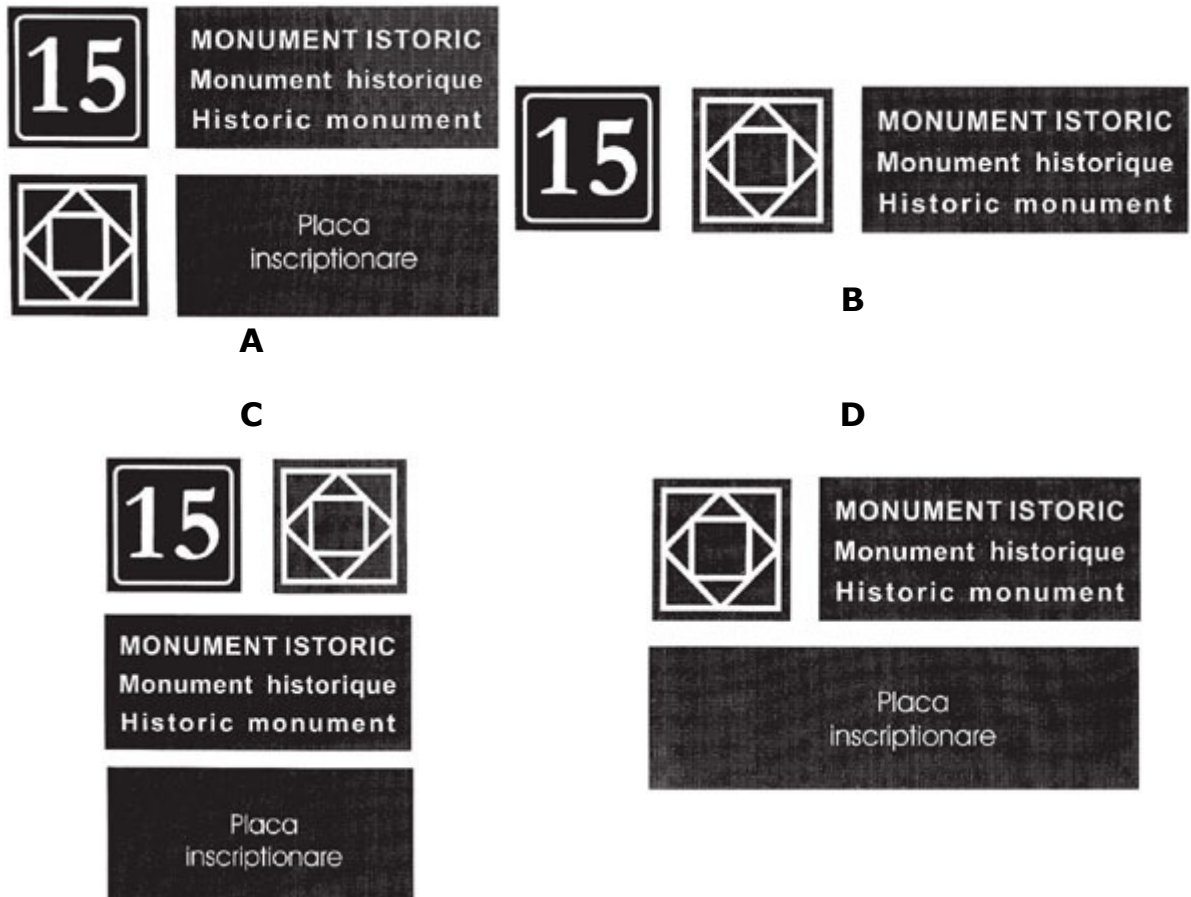 15
MONUMENT ISTORIC
Monument historique
Historic monument
Placa
inscriptionare
A
15
MONUMENT ISTORIC
Monument historique
Historic monument
B
C
15
MONUMENT ISTORIC
Monument historique
Historic monument
Placa
inscriptionare
D
MONUMENT ISTORIC
Monument historique
Historic monument
Placa
inscriptionare